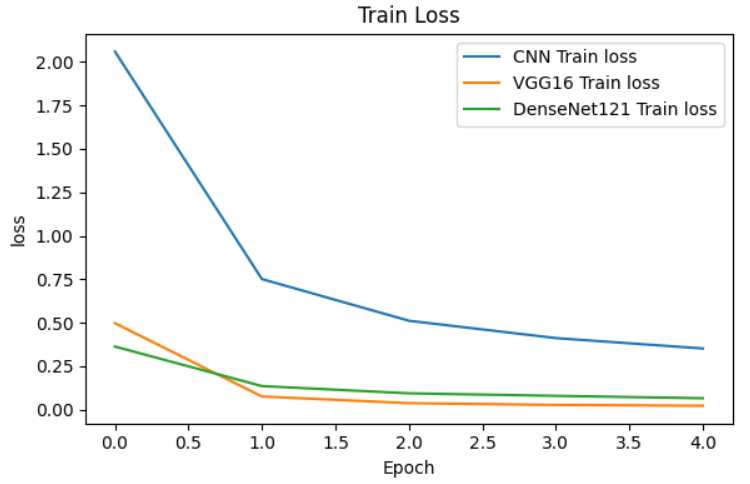 Train Loss
CNN Train loss
VGG16 Train loss
DenseNet121 Train loss
loss
2.00
1.75
1.50
1.25
1.00
0.75
0.50
0.25
0.00
0.0 0.5 1.0 1.5 2.0 2.5 3.0 3.5 4.0
Epoch